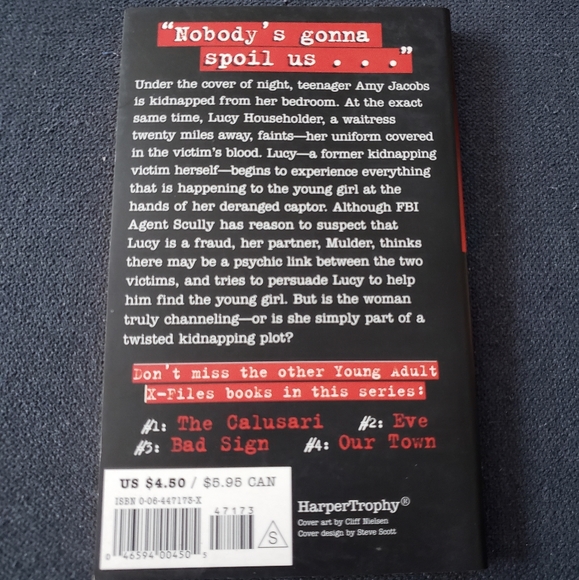 "Nobody's gonna
spoil us . . ."
Under the cover of night, teenager Amy Jacobs
is kidnapped from her bedroom. At the exact
same time, Lucy Householder, a waitress
twenty miles away, faints—her uniform covered
in the victim's blood. Lucy—a former kidnapping
victim herself—begins to experience everything
that is happening to the young girl at the
hands of her deranged captor. Although FBI
Agent Scully has reason to suspect that
Lucy is a fraud, her partner, Mulder, thinks
there may be a psychic link between the two
victims, and tries to persuade Lucy to help
him find the young girl. But is the woman
truly channeling—or is she simply part of a
twisted kidnapping plot?
Don't miss the other Young Adult
X-Files books in this series:
#1: The Calusari #2: Eve
#3: Bad Sign #4: Our Town
US $4.50 / $5.95 CAN
ISBN 0-06-447175-X
47173
S
0 46594 00450 5
HarperTrophy®
Cover art by Cliff Nielsen
Cover design by Steve Scott